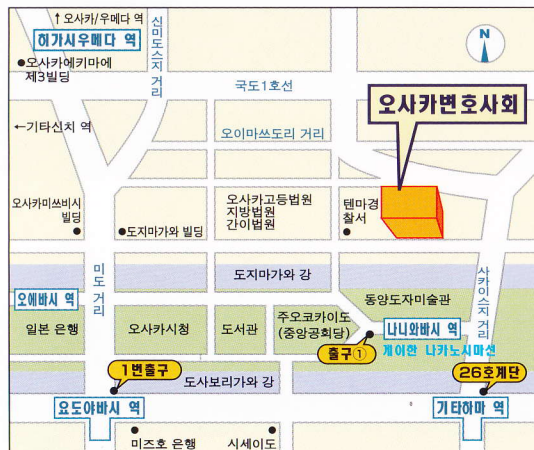 ↑ 오사카/우메다 역
히가시우메다 역
오사카에키마에
제3빌딩
신미도스지 거리
N
국도1호선
오사카변호사회
←기타신치 역
오이마쓰도리 거리
오사카미쓰비시
빌딩
도지마가와 빌딩
오사카고등법원
지방법원
간이법원
텐마경
찰서
미도 거리
도지마가와 강
사카이스지 거리
오에바시 역
동양도자미술관
일본 은행
오사카시청
도서관
주오코카이도
(중앙공회당)
나니와바시 역
출구①
게이한 나카노시마선
1번출구
도사보리가와 강
26호계단
요도야바시 역
기타하마 역
미즈호 은행
시세이도